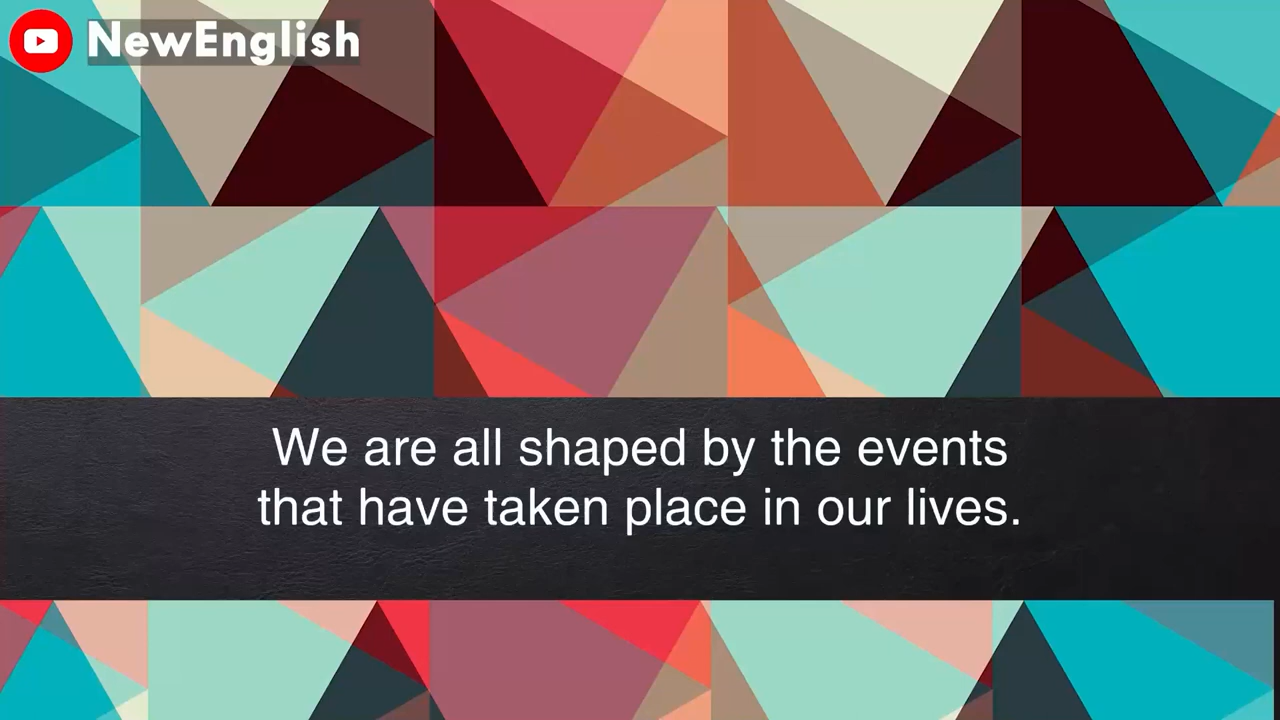 NewEnglish
We are all shaped by the events
that have taken place in our lives.